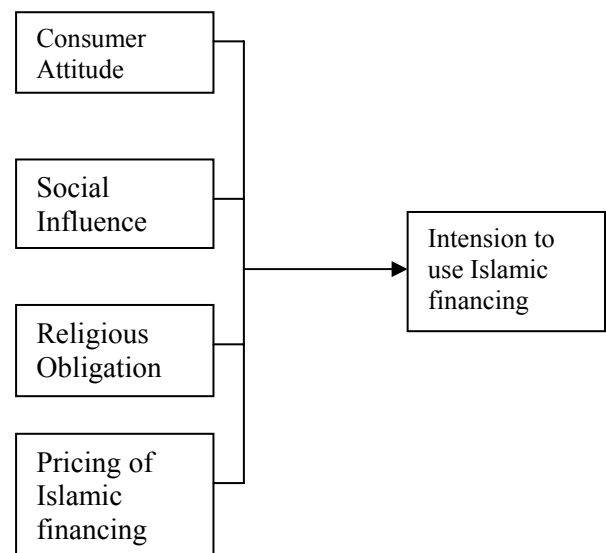 Consumer
Attitude
Social
Influence
Religious
Obligation
Pricing of
Islamic
financing
Intension to
use Islamic
financing